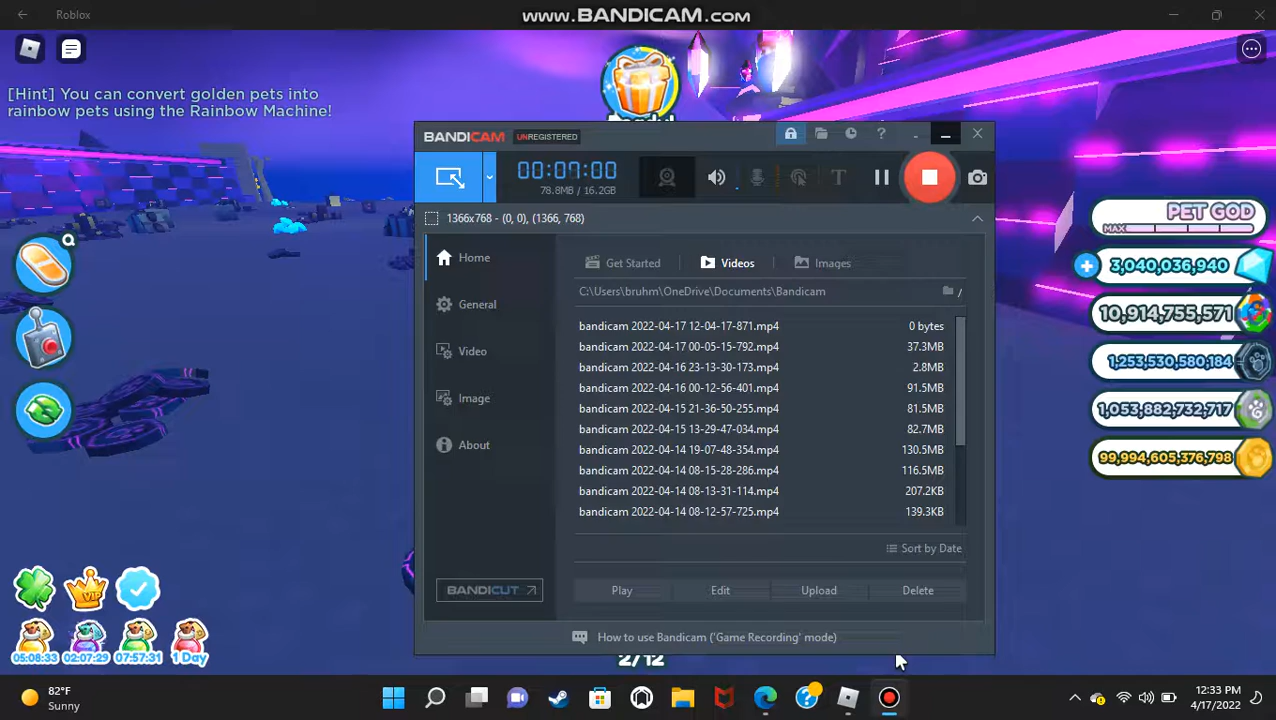 Roblox
www.BANDICAM.com
[Hint] You can convert golden pets into
rainbow pets using the Rainbow Machine!
BANDICAM UNREGISTERED
?
00:07:00
78.8MB / 16.2GB
T
1366x768 - (0, 0), (1366, 768)
Home
General
Video
Image
About
BANDICUT
Get Started
Videos
Images
C:\Users\bruhm\OneDrive\Documents\Bandicam
/
bandicam 2022-04-17 12-04-17-871.mp4 0 bytes
bandicam 2022-04-17 00-05-15-792.mp4 37.3MB
bandicam 2022-04-16 23-13-30-173.mp4 2.8MB
bandicam 2022-04-16 00-12-56-401.mp4 91.5MB
bandicam 2022-04-15 21-36-50-255.mp4 81.5MB
bandicam 2022-04-15 13-29-47-034.mp4 82.7MB
bandicam 2022-04-14 19-07-48-354.mp4 130.5MB
bandicam 2022-04-14 08-15-28-286.mp4 116.5MB
bandicam 2022-04-14 08-13-31-114.mp4 207.2KB
bandicam 2022-04-14 08-12-57-725.mp4 139.3KB
Sort by Date
Play Edit Upload Delete
How to use Bandicam ('Game Recording' mode)
2/12
PET GOD
MAX
3,040,036,940
10,914,755,571
1,253,530,580,184
1,053,882,732,717
99,994,605,376,798
VIP
05:08:33 02:07:29 07:57:31 1 Day
82°F
Sunny
12:33 PM
4/17/2022